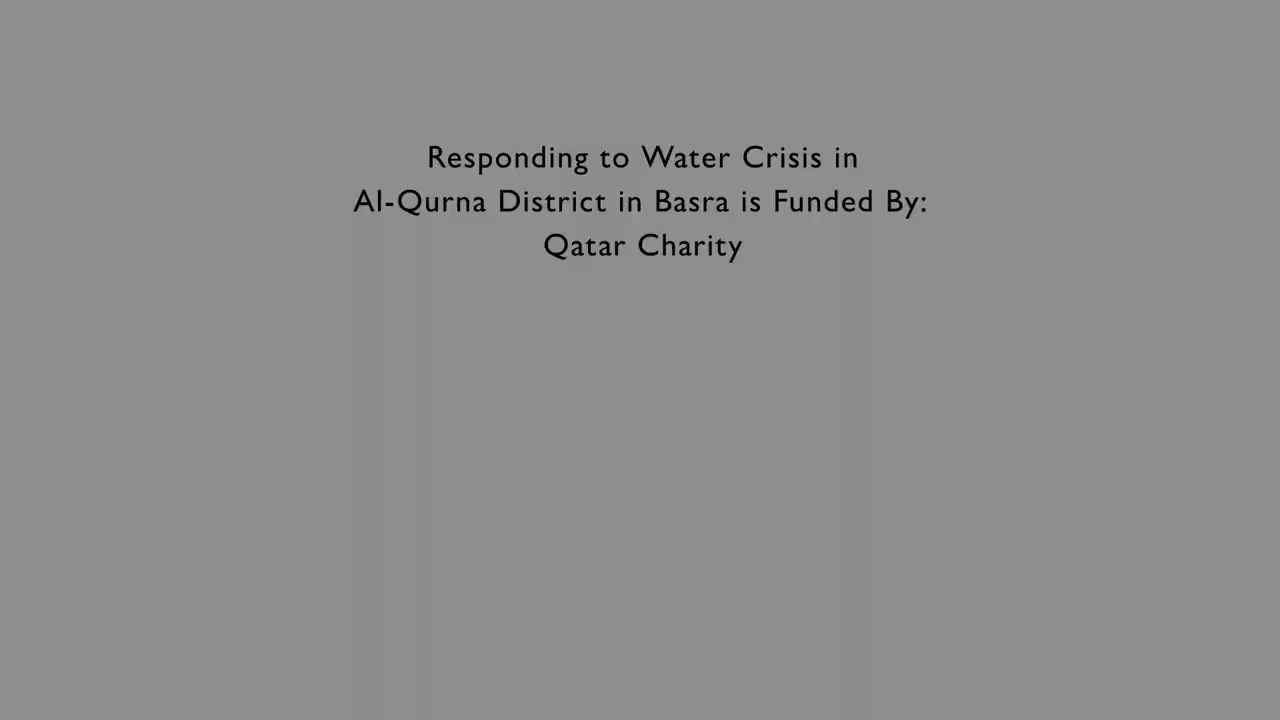 Responding to Water Crisis in
Al-Qurna District in Basra is Funded By:
Qatar Charity